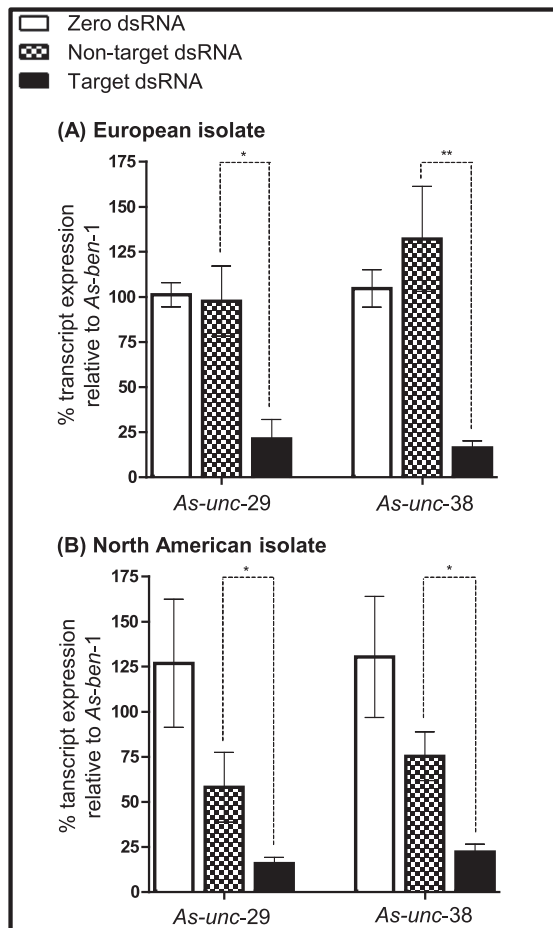 Zero dsRNA
Non-target dsRNA
Target dsRNA
(A) European isolate
% transcript expression
relative to As-ben-1
175
150
125
100
75
50
25
0
*
**
As-unc-29
As-unc-38
(B) North American isolate
% tanscript expression
relative to As-ben-1
175
150
125
100
75
50
25
0
*
*
As-unc-29
As-unc-38